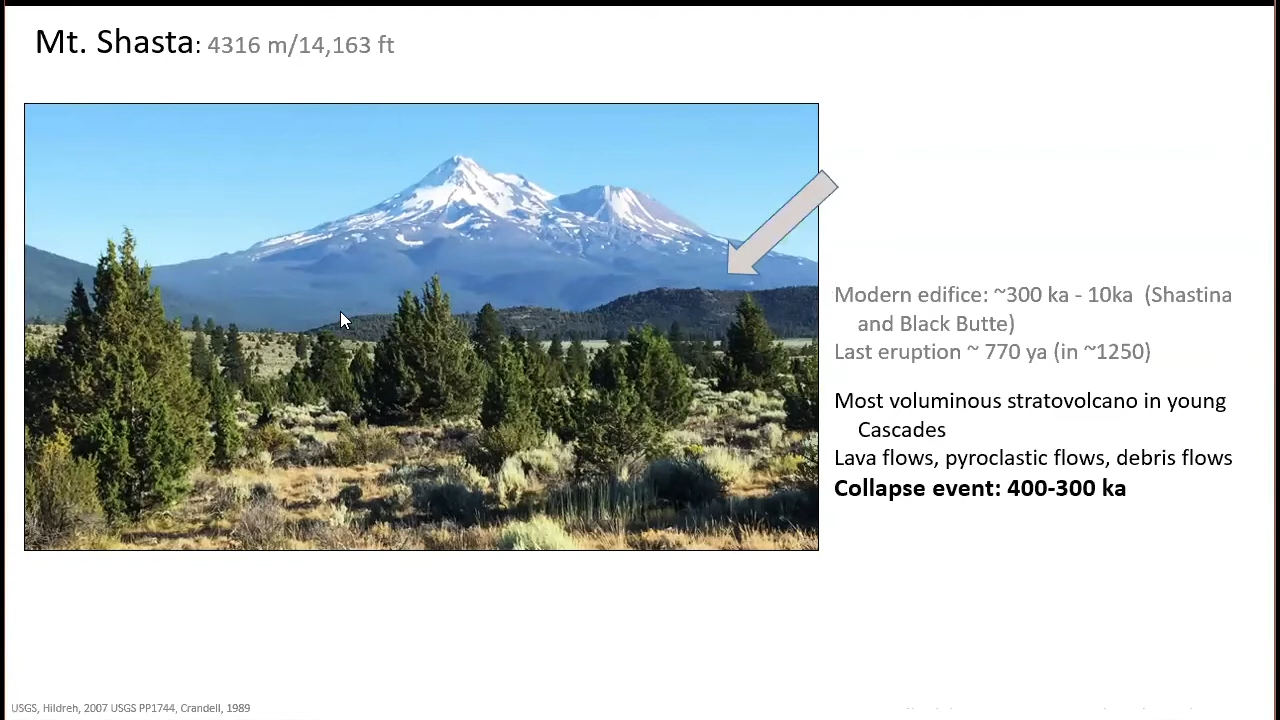 Mt. Shasta: 4316 m/14,163 ft
Modern edifice: ~300 ka - 10ka (Shastina
and Black Butte)
Last eruption ~ 770 ya (in ~1250)
Most voluminous stratovolcano in young
Cascades
Lava flows, pyroclastic flows, debris flows
Collapse event: 400-300 ka
USGS, Hildreh, 2007 USGS PP1744, Crandell, 1989